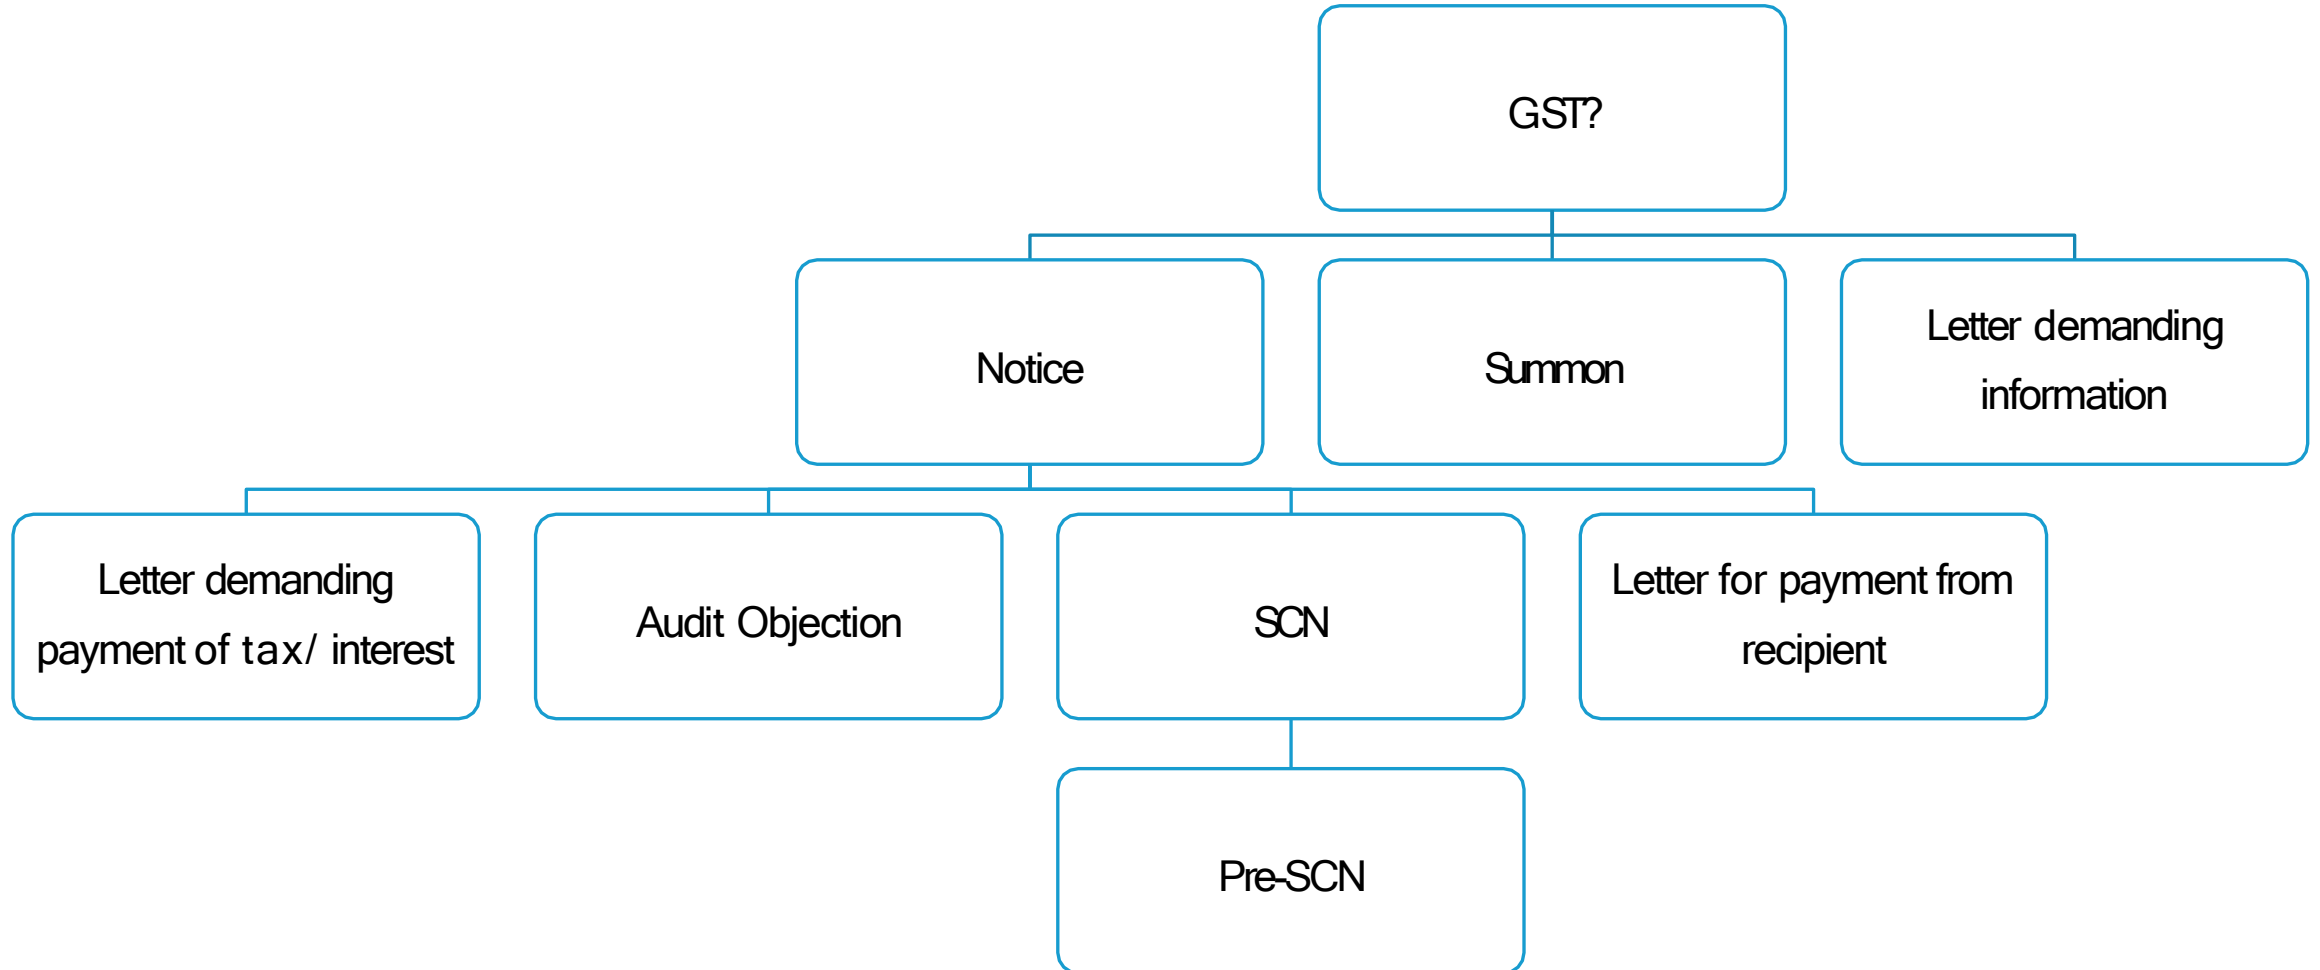 GST?
Notice
Summon
Letter demanding
information
Letter demanding
payment of tax/ interest
Audit Objection
SCN
Letter for payment from
recipient
Pre-SCN